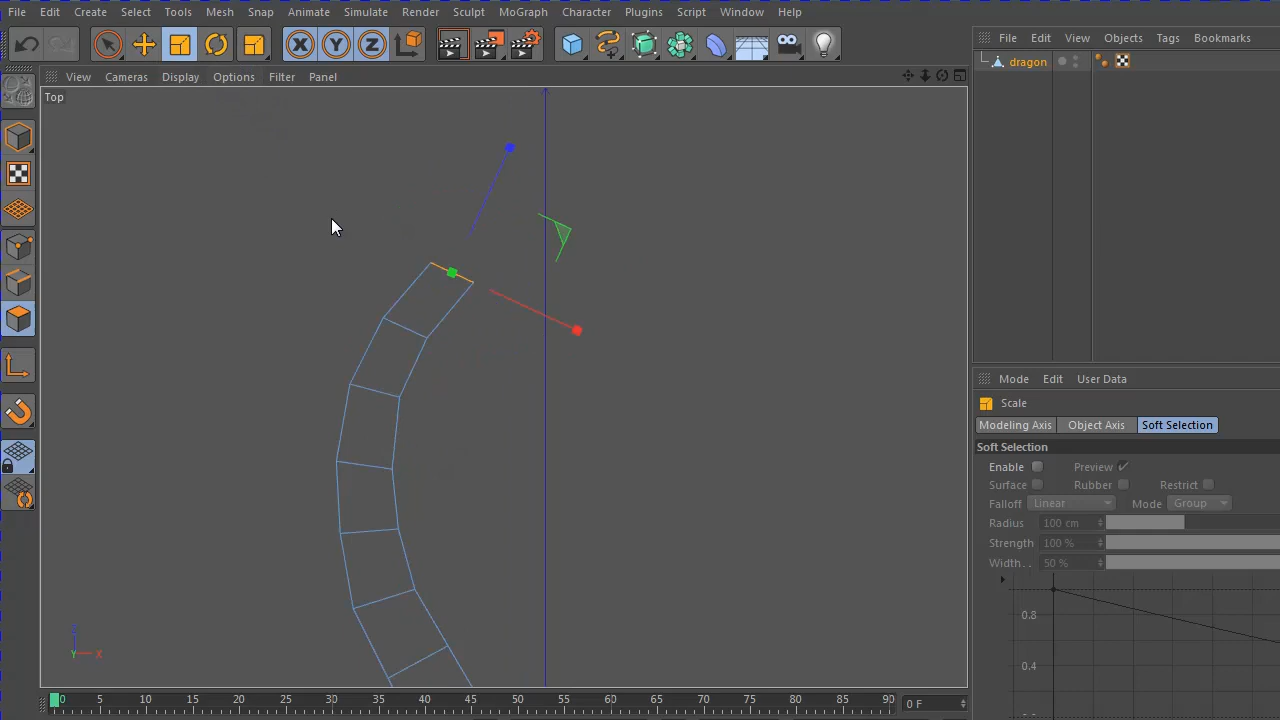 File Edit Create Select Tools Mesh Snap Animate Simulate Render Sculpt MoGraph Character Plugins Script Window Help
X Y Z
File Edit View Objects Tags Bookmarks
dragon
View Cameras Display Options Filter Panel
Top
Mode Edit User Data
Scale
Modeling Axis Object Axis Soft Selection
Soft Selection
Enable Preview
Surface Rubber Restrict
Falloff Linear Mode Group
Radius 100 cm
Strength 100 %
Width . . 50 %
0.8
0.4
Y X
0 5 10 15 20 25 30 35 40 45 50 55 60 65 70 75 80 85 90 0 F